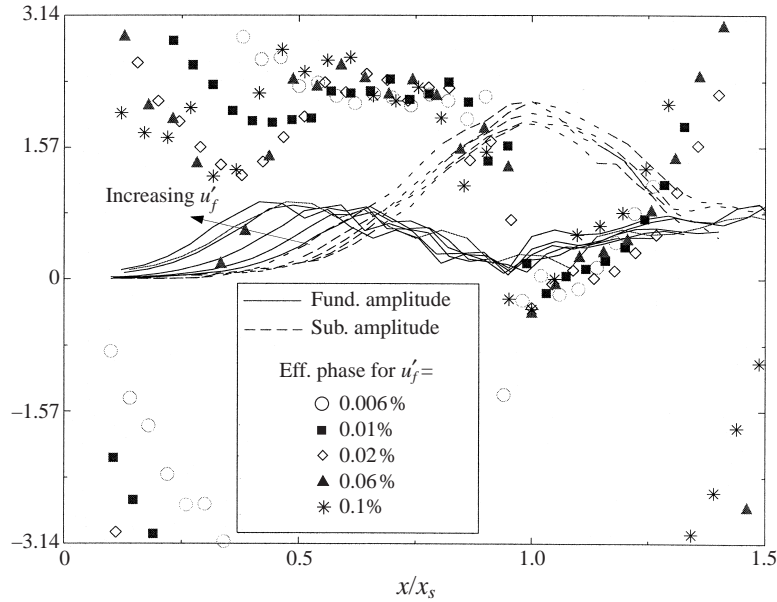 3.14
1.57
Increasing u′f
0
Fund. amplitude
Sub. amplitude
Eff. phase for u′f =
0.006%
0.01%
0.02%
0.06%
0.1%
−1.57
−3.14
0 0.5 1.0 1.5
x/xs